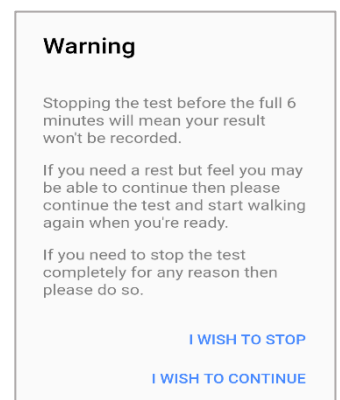 Warning
Stopping the test before the full 6
minutes will mean your result
won't be recorded.
If you need a rest but feel you may
be able to continue then please
continue the test and start walking
again when you're ready.
If you need to stop the test
completely for any reason then
please do so.
I WISH TO STOP
I WISH TO CONTINUE